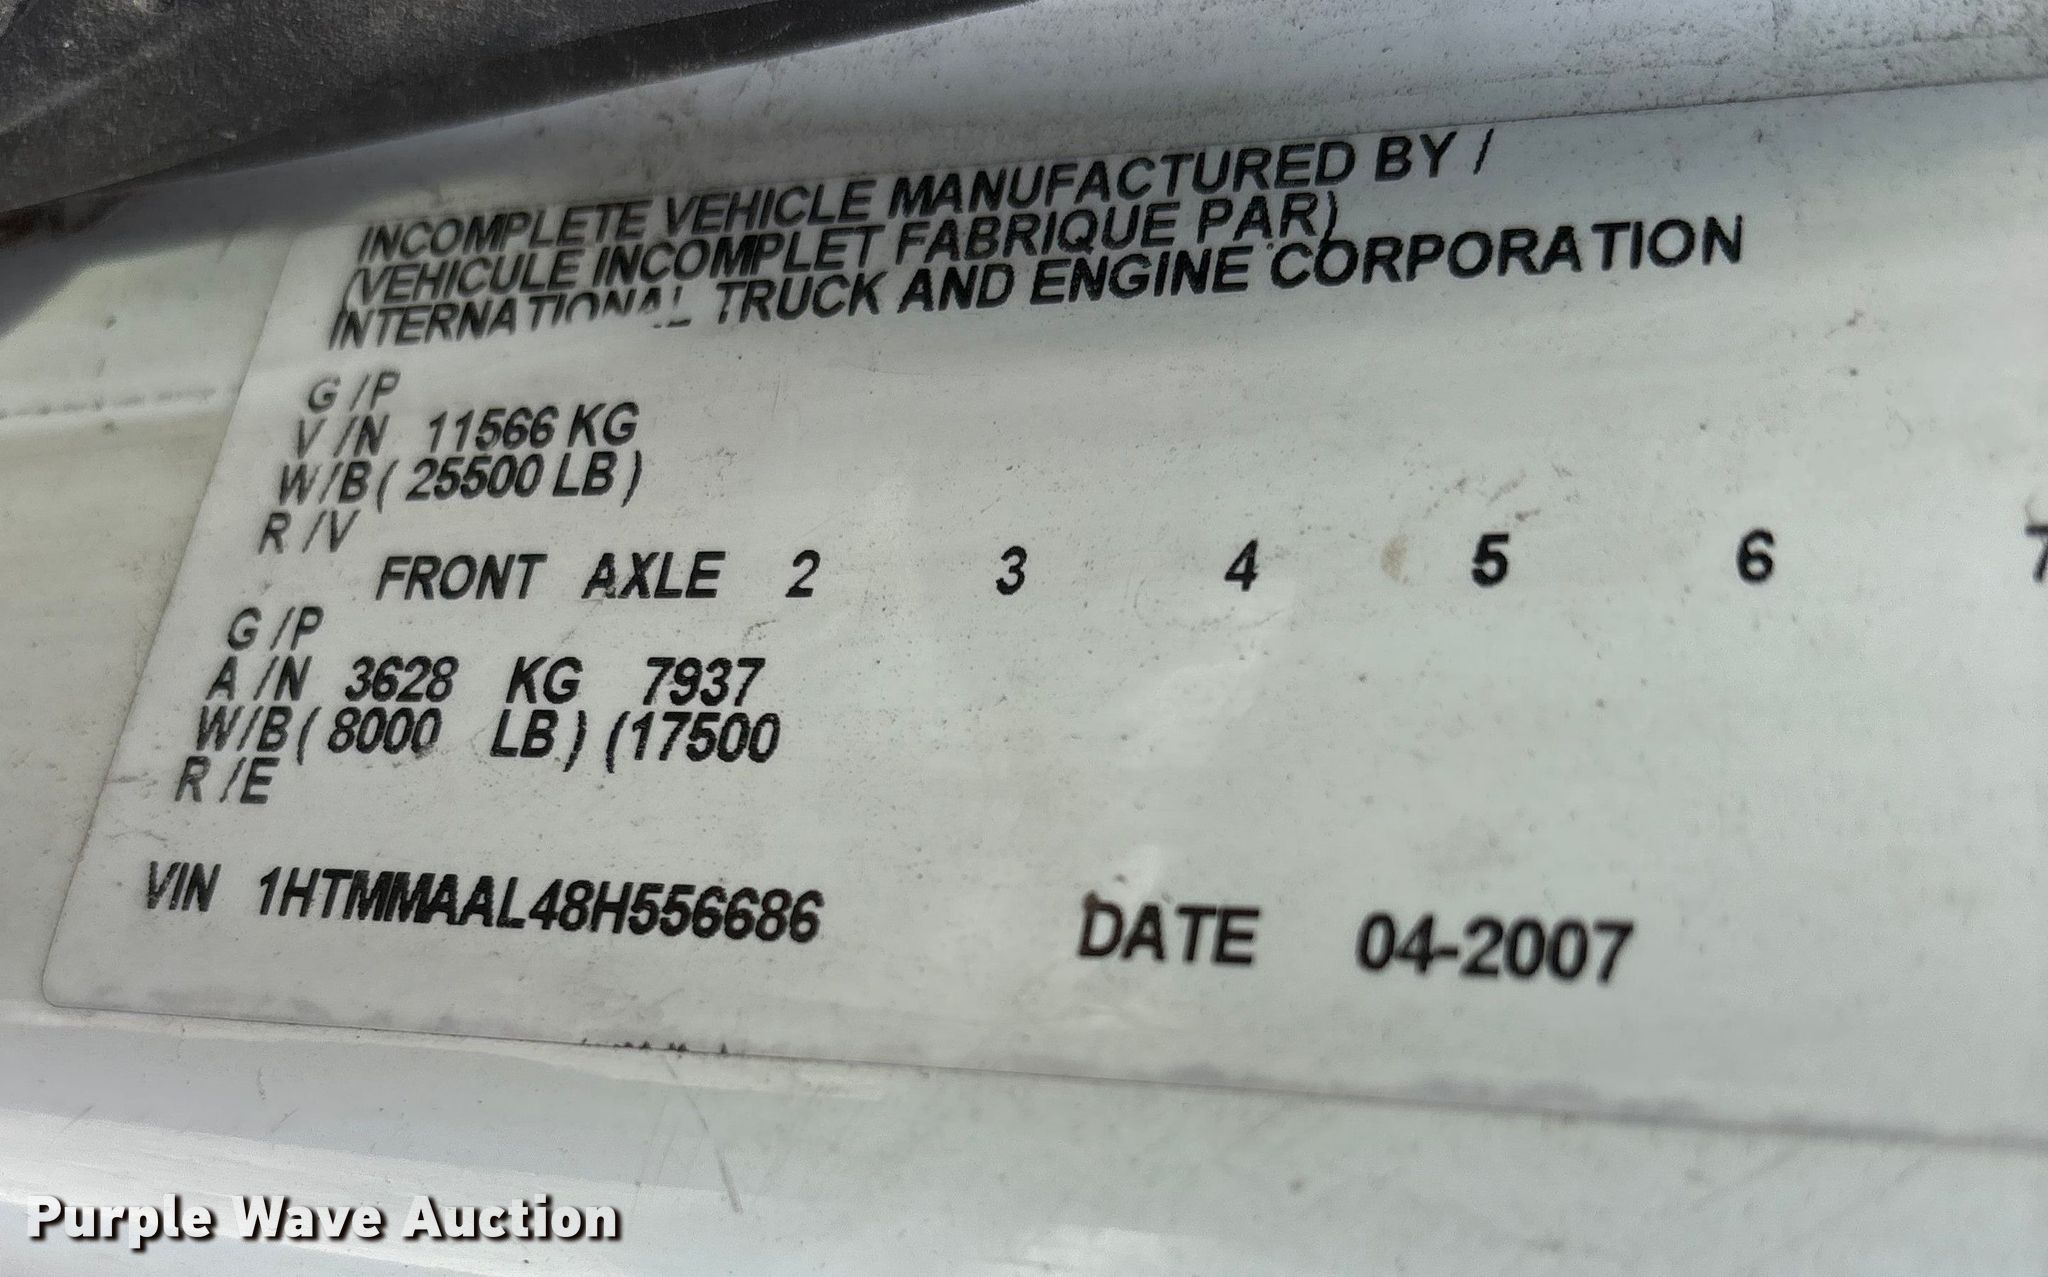 INCOMPLETE VEHICLE MANUFACTURED BY /
(VEHICULE INCOMPLET FABRIQUE PAR)
INTERNATIONAL TRUCK AND ENGINE CORPORATION
G /P
V /N 11566 KG
W/B ( 25500 LB )
R /V
FRONT AXLE 2 3 4 5 6 7
G /P
A /N 3628 KG 7937
W/B ( 8000 LB ) (17500
R /E
VIN 1HTMMAAL48H556686 DATE 04-2007
Purple Wave Auction